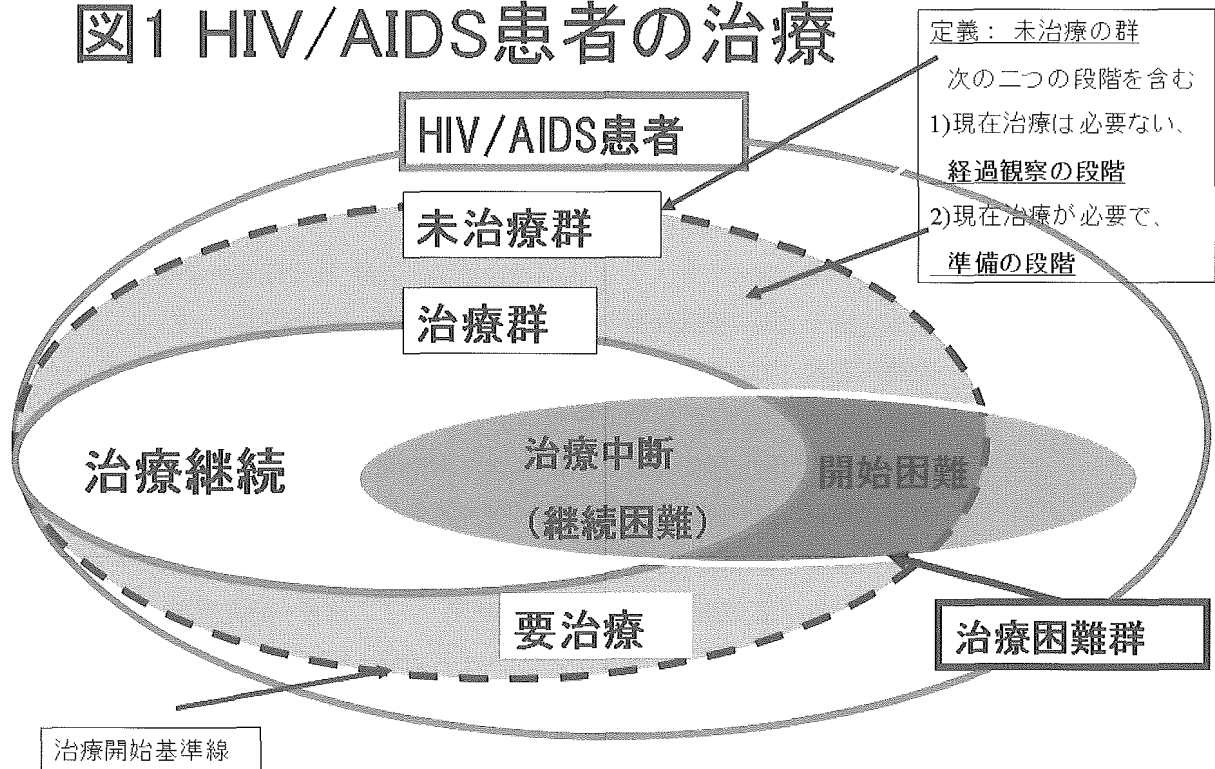 図1 HIV/AIDS患者の治療
定義： 未治療の群
次の二つの段階を含む
1)現在治療は必要ない、
経過観察の段階
2)現在治療が必要で、
準備の段階
HIV/AIDS患者
未治療群
治療群
治療継続
治療中断
(継続困難)
開始困難
要治療
治療困難群
治療開始基準線